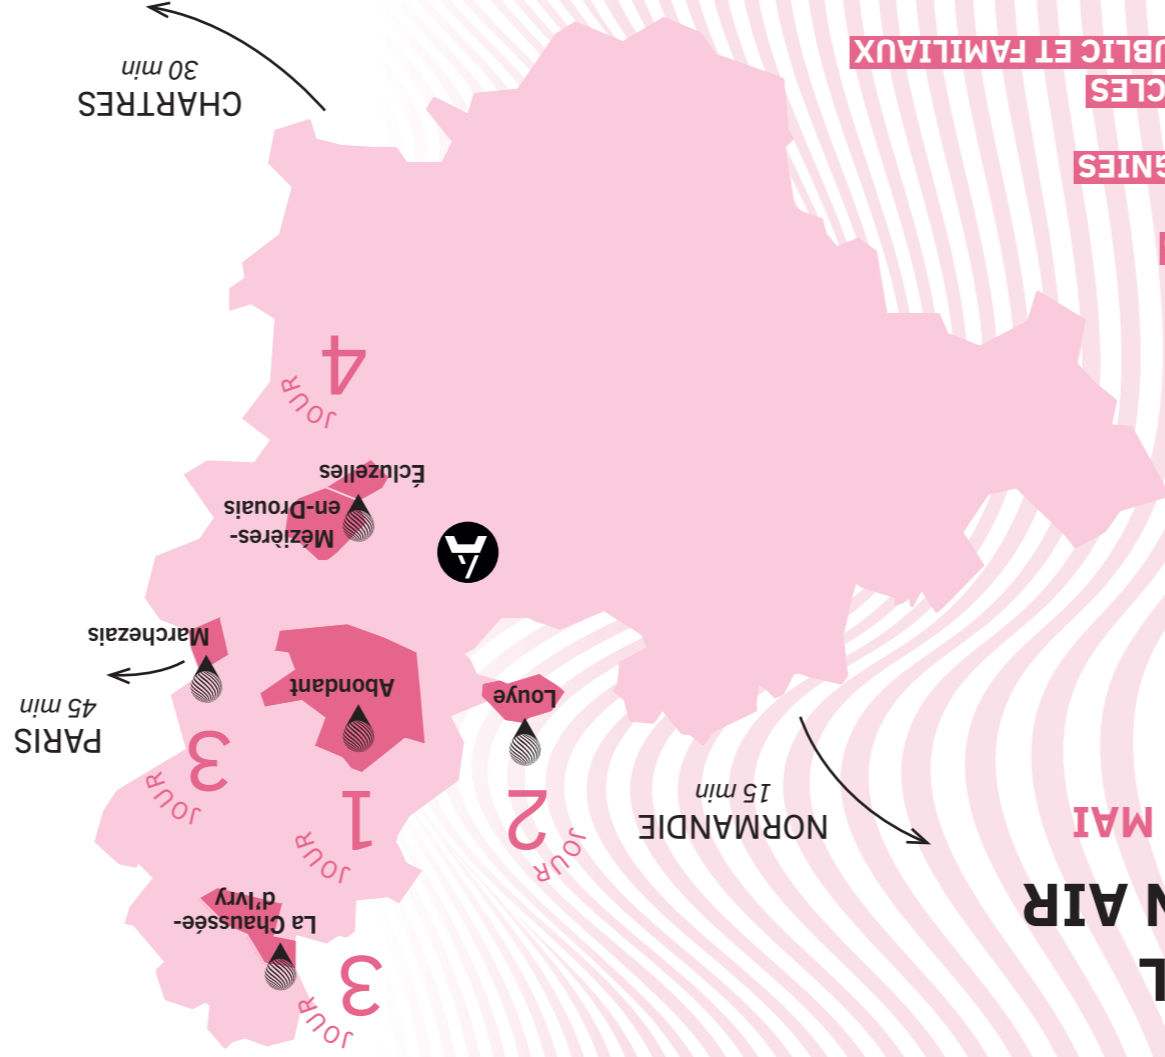 L
N AIR
MAI
GNIES
CLES
UBLIC ET FAMILIAUX
JOUR
3
La Chaussée-
d'Ivry
NORMANDIE
15 min
JOUR
2
Louye
JOUR
1
Abondant
JOUR
3
Marchezais
PARIS
45 min
Mézières-
en-Drouais
Écluzelles
JOUR
4
CHARTRES
30 min